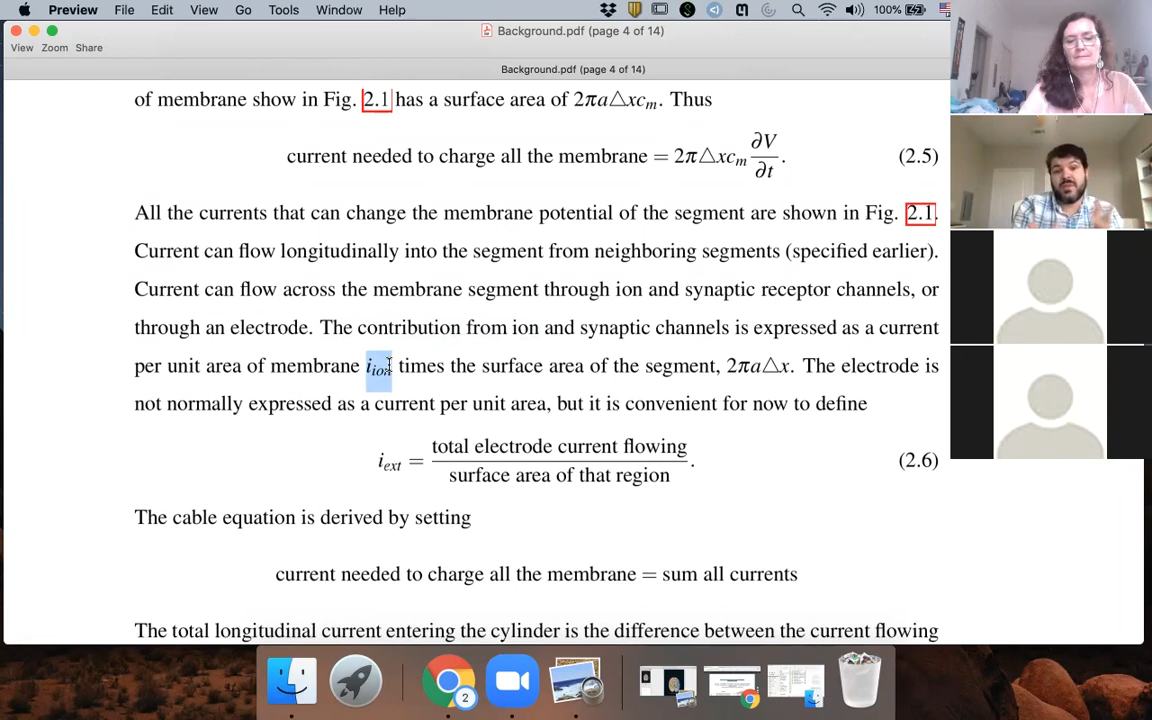 Preview File Edit View Go Tools Window Help 100%
Background.pdf (page 4 of 14)
View Zoom Share
Background.pdf (page 4 of 14)
of membrane show in Fig. 2.1 has a surface area of 2πa△xcₘ. Thus
current needed to charge all the membrane = 2π△xcₘ ∂V/∂t. (2.5)
All the currents that can change the membrane potential of the segment are shown in Fig. 2.1.
Current can flow longitudinally into the segment from neighboring segments (specified earlier).
Current can flow across the membrane segment through ion and synaptic receptor channels, or
through an electrode. The contribution from ion and synaptic channels is expressed as a current
per unit area of membrane i_ion times the surface area of the segment, 2πa△x. The electrode is
not normally expressed as a current per unit area, but it is convenient for now to define
i_ext = total electrode current flowing / surface area of that region. (2.6)
The cable equation is derived by setting
current needed to charge all the membrane = sum all currents
The total longitudinal current entering the cylinder is the difference between the current flowing
2